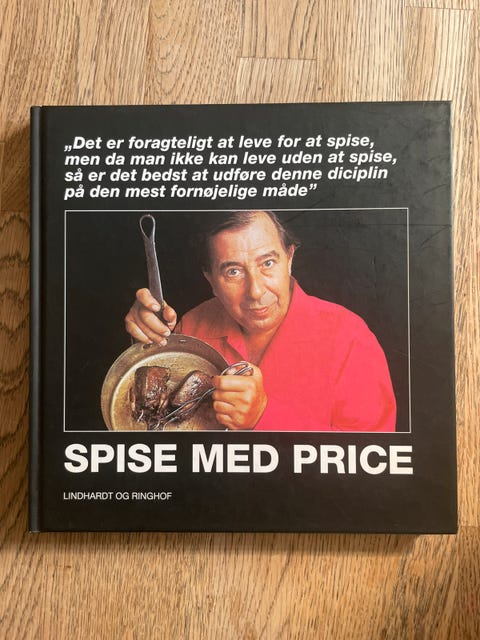 „Det er foragteligt at leve for at spise,
men da man ikke kan leve uden at spise,
så er det bedst at udføre denne diciplin
på den mest fornøjelige måde”
SPISE MED PRICE
LINDHARDT OG RINGHOF